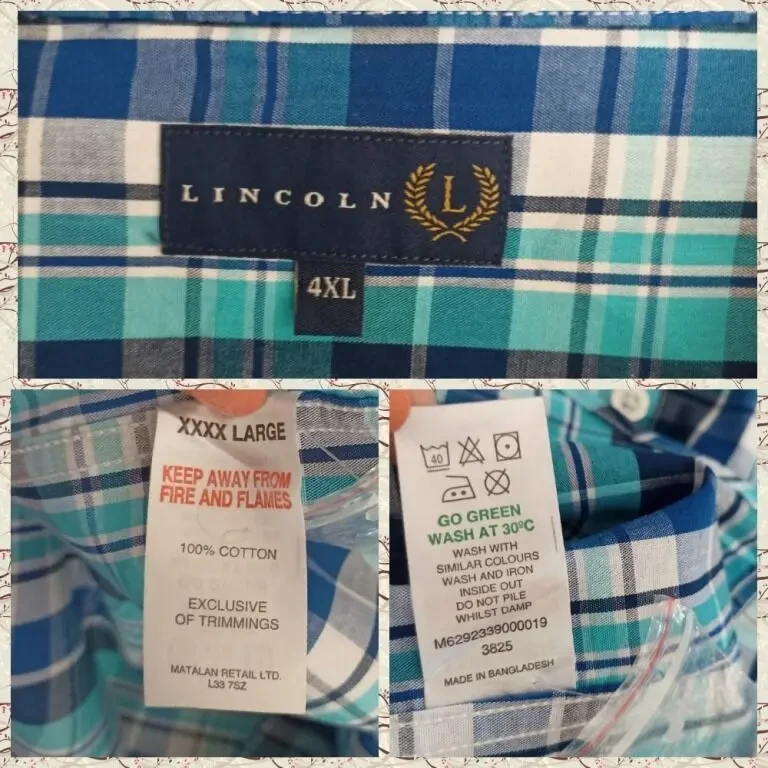 LINCOLN L
4XL
XXXX LARGE
KEEP AWAY FROM
FIRE AND FLAMES
100% COTTON
EXCLUSIVE
OF TRIMMINGS
MATALAN RETAIL LTD.
L33 7SZ
40
GO GREEN
WASH AT 30ºC
WASH WITH
SIMILAR COLOURS
WASH AND IRON
INSIDE OUT
DO NOT PILE
WHILST DAMP
M6292339000019
3825
MADE IN BANGLADESH